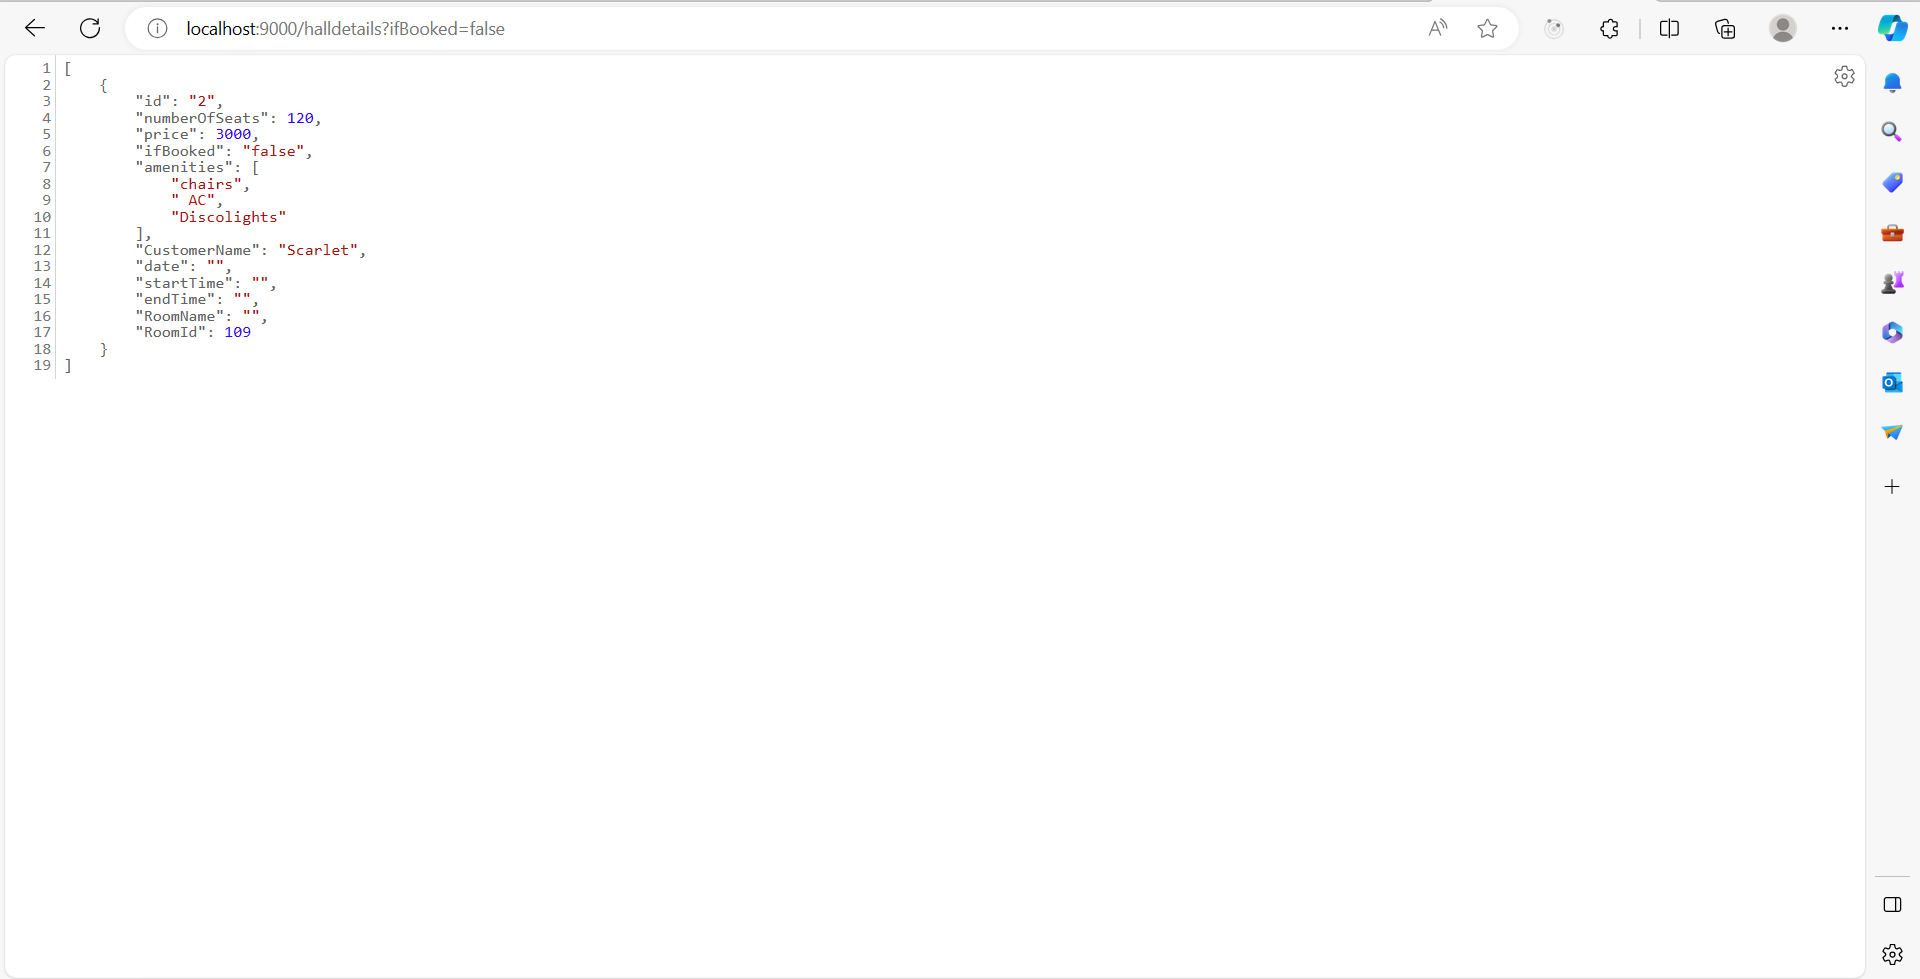 localhost:9000/halldetails?ifBooked=false
1 [
2     {
3         "id": "2",
4         "numberOfSeats": 120,
5         "price": 3000,
6         "ifBooked": "false",
7         "amenities": [
8             "chairs",
9             " AC",
10             "Discolights"
11         ],
12         "CustomerName": "Scarlet",
13         "date": "",
14         "startTime": "",
15         "endTime": "",
16         "RoomName": "",
17         "RoomId": 109
18     }
19 ]